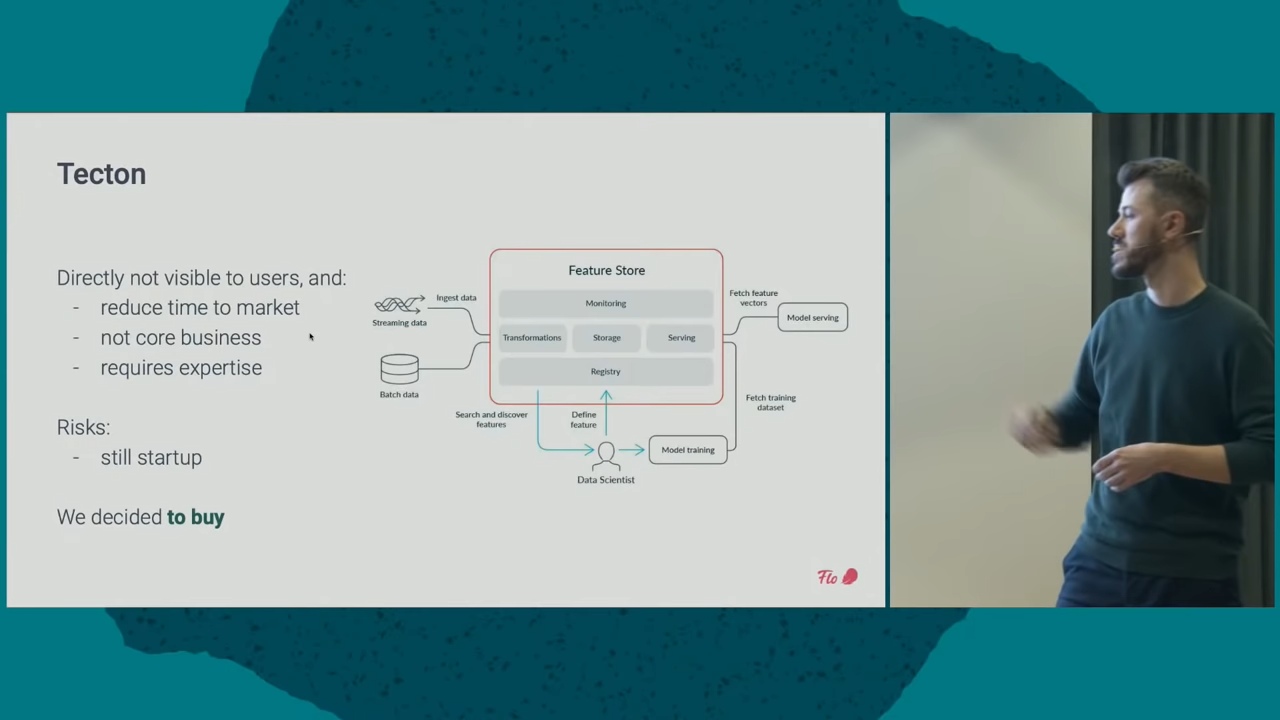 Tecton
Directly not visible to users, and:
- reduce time to market
- not core business
- requires expertise
Risks:
- still startup
We decided to buy
Feature Store
Monitoring
Transformations
Storage
Serving
Registry
Ingest data
Streaming data
Batch data
Search and discover
features
Define
feature
Data Scientist
Model training
Fetch feature
vectors
Model serving
Fetch training
dataset
Flo